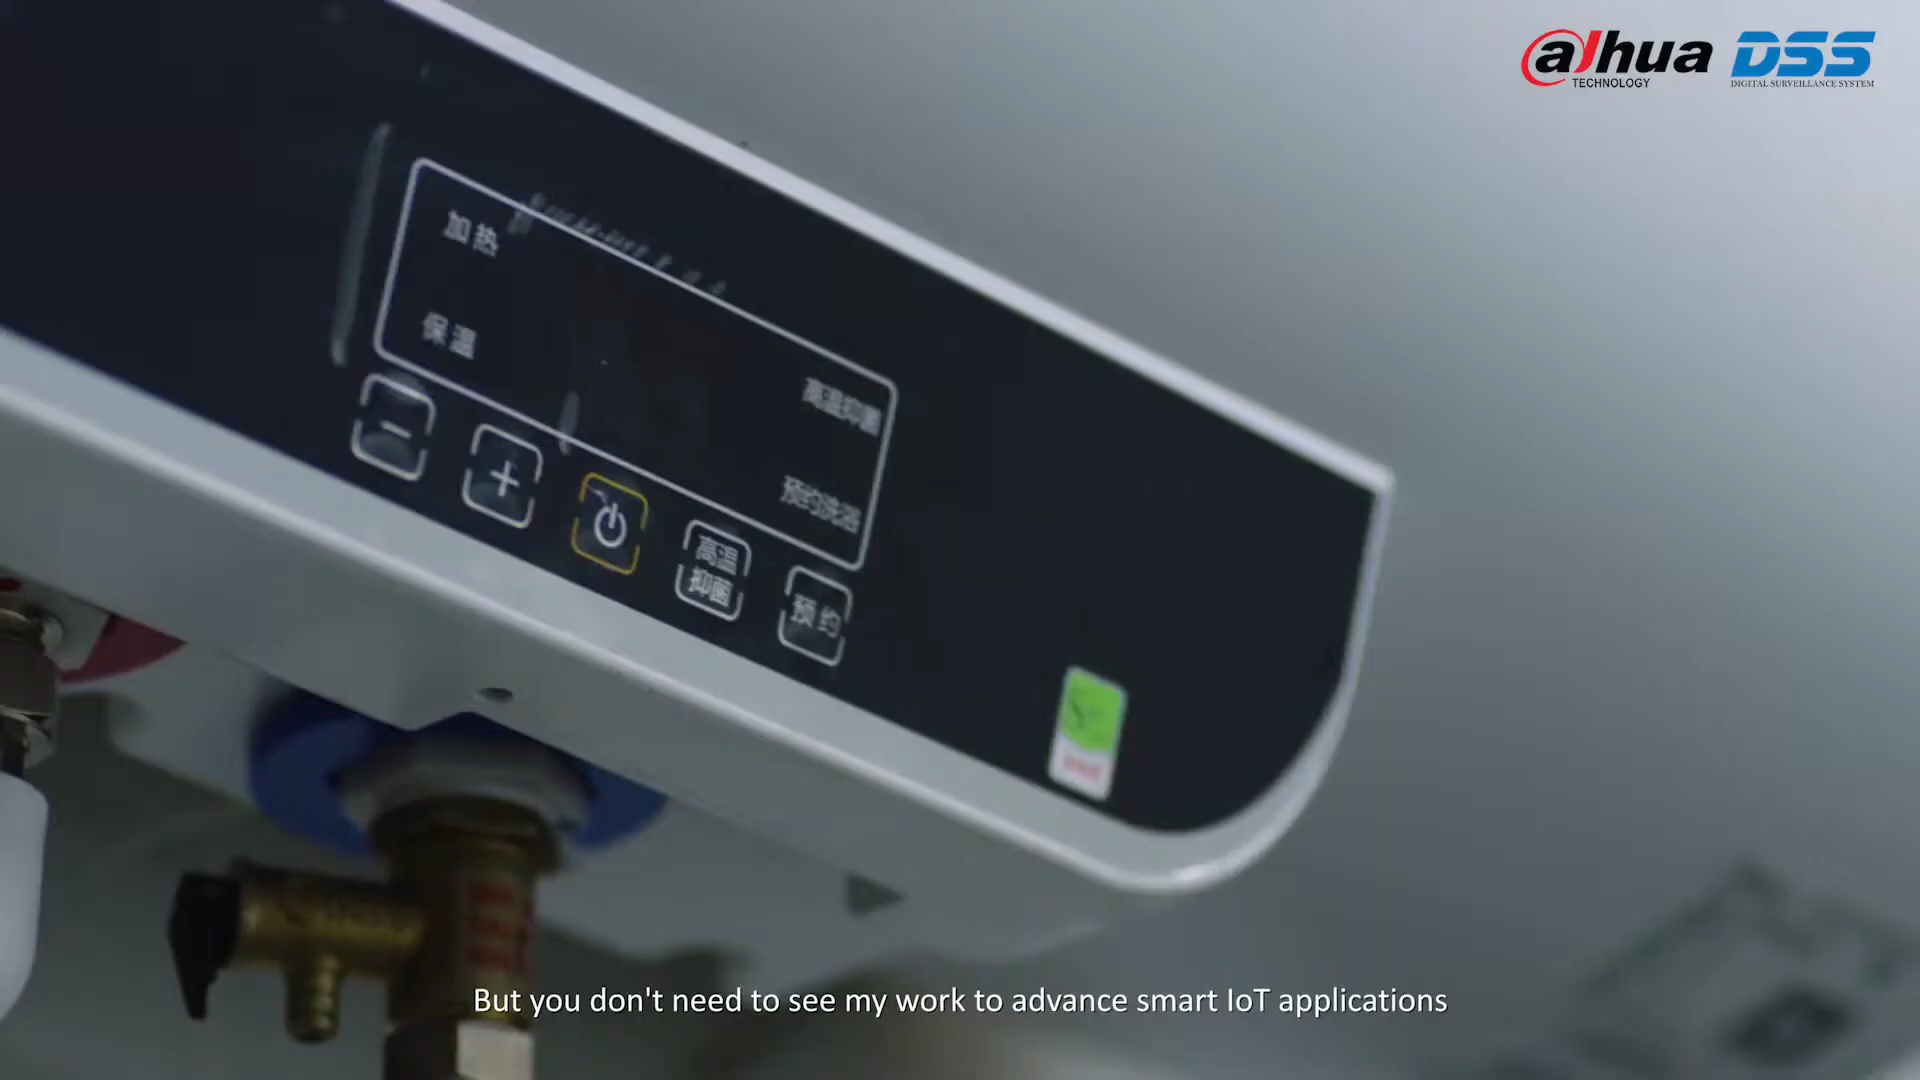 alhua DSS
TECHNOLOGY DIGITAL SURVEILLANCE SYSTEM
加热
保温
高温抑菌
预约洗浴
高温
抑菌
预约
But you don't need to see my work to advance smart IoT applications